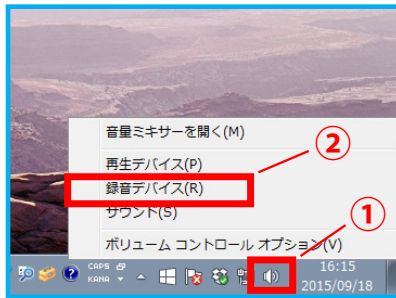 音量ミキサーを開く(M)
②
再生デバイス(P)
録音デバイス(R)
サウンド(S)
①
ボリューム コントロール オプション(V)
CAPS
KANA
16:15
2015/09/18